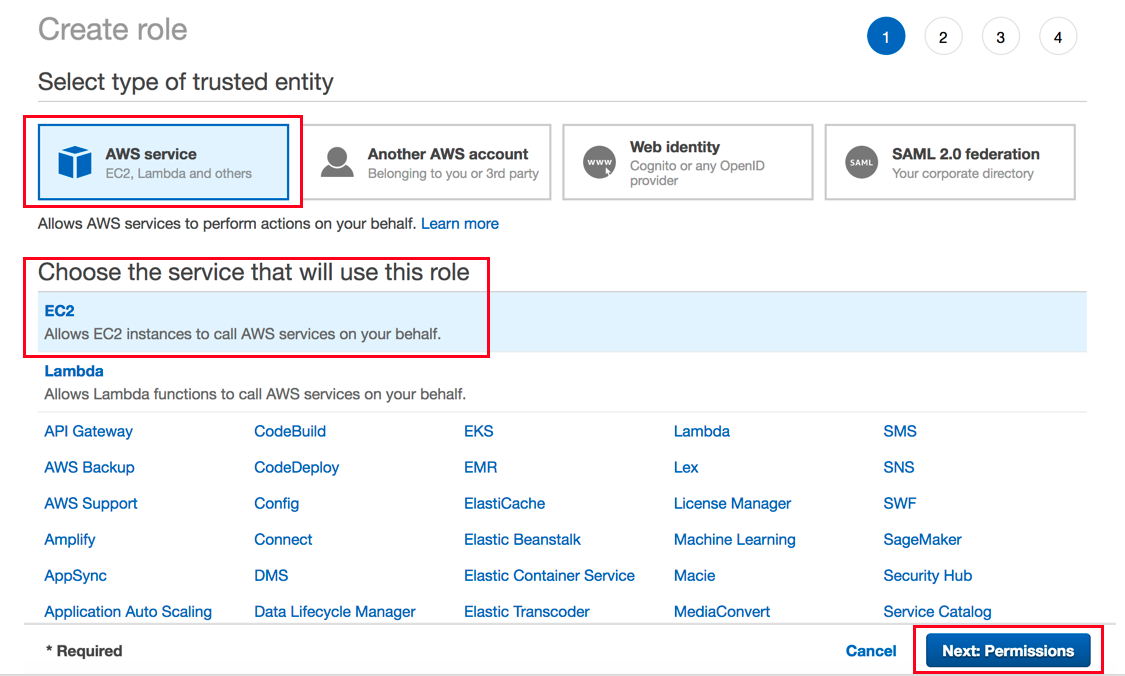 Create role
1 2 3 4
Select type of trusted entity
AWS service
EC2, Lambda and others
Another AWS account
Belonging to you or 3rd party
www
Web identity
Cognito or any OpenID
provider
SAML
SAML 2.0 federation
Your corporate directory
Allows AWS services to perform actions on your behalf. Learn more
Choose the service that will use this role
EC2
Allows EC2 instances to call AWS services on your behalf.
Lambda
Allows Lambda functions to call AWS services on your behalf.
API Gateway CodeBuild EKS Lambda SMS
AWS Backup CodeDeploy EMR Lex SNS
AWS Support Config ElastiCache License Manager SWF
Amplify Connect Elastic Beanstalk Machine Learning SageMaker
AppSync DMS Elastic Container Service Macie Security Hub
Application Auto Scaling Data Lifecycle Manager Elastic Transcoder MediaConvert Service Catalog
* Required Cancel Next: Permissions